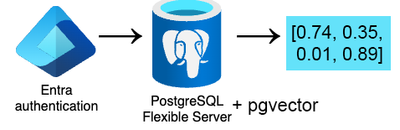 Entra
authentication
PostgreSQL
Flexible Server
+ pgvector
[0.74, 0.35,
0.01, 0.89]